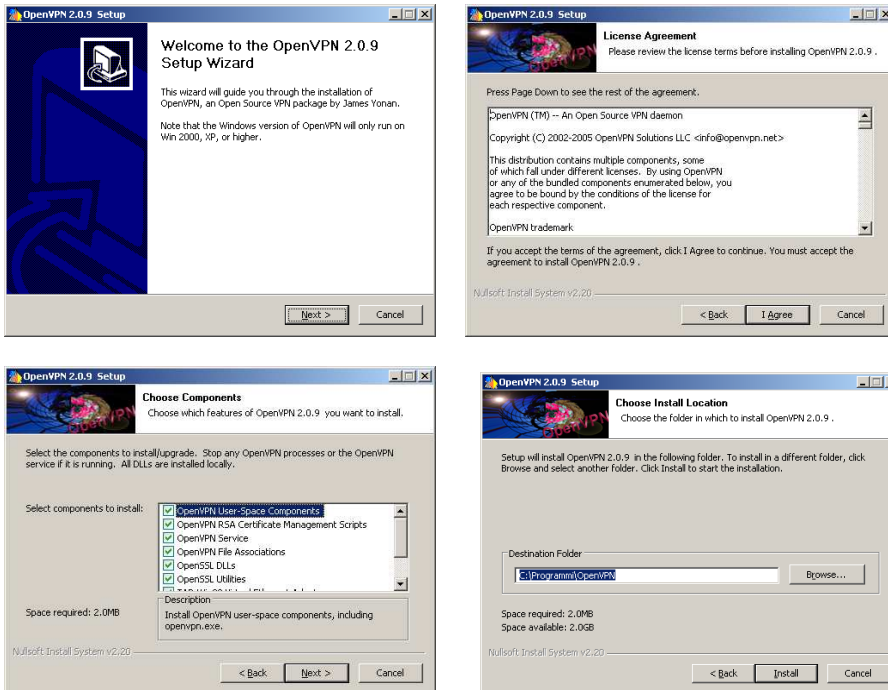 OpenVPN 2.0.9 Setup
Welcome to the OpenVPN 2.0.9
Setup Wizard
This wizard will guide you through the installation of
OpenVPN, an Open Source VPN package by James Yonan.
Note that the Windows version of OpenVPN will only run on
Win 2000, XP, or higher.
Next >
Cancel
OpenVPN 2.0.9 Setup
License Agreement
Please review the license terms before installing OpenVPN 2.0.9 .
Press Page Down to see the rest of the agreement.
OpenVPN (TM) -- An Open Source VPN daemon
Copyright (C) 2002-2005 OpenVPN Solutions LLC <info@openvpn.net>
This distribution contains multiple components, some
of which fall under different licenses. By using OpenVPN
or any of the bundled components enumerated below, you
agree to be bound by the conditions of the license for
each respective component.
OpenVPN trademark
If you accept the terms of the agreement, click I Agree to continue. You must accept the
agreement to install OpenVPN 2.0.9 .
Nullsoft Install System v2.20
< Back
I Agree
Cancel
OpenVPN 2.0.9 Setup
Choose Components
Choose which features of OpenVPN 2.0.9 you want to install.
OpenVPN
Select the components to install/upgrade. Stop any OpenVPN processes or the OpenVPN
service if it is running. All DLLs are installed locally.
Select components to install:
OpenVPN User-Space Components
OpenVPN RSA Certificate Management Scripts
OpenVPN Service
OpenVPN File Associations
OpenSSL DLLs
OpenSSL Utilities
Description
Install OpenVPN user-space components, including
openvpn.exe.
Space required: 2.0MB
Nullsoft Install System v2.20
< Back
Next >
Cancel
OpenVPN 2.0.9 Setup
Choose Install Location
Choose the folder in which to install OpenVPN 2.0.9 .
OpenVPN
Setup will install OpenVPN 2.0.9 in the following folder. To install in a different folder, click
Browse and select another folder. Click Install to start the installation.
Destination Folder
C:\Programmi\OpenVPN
Browse...
Space required: 2.0MB
Space available: 2.0GB
Nullsoft Install System v2.20
< Back
Install
Cancel